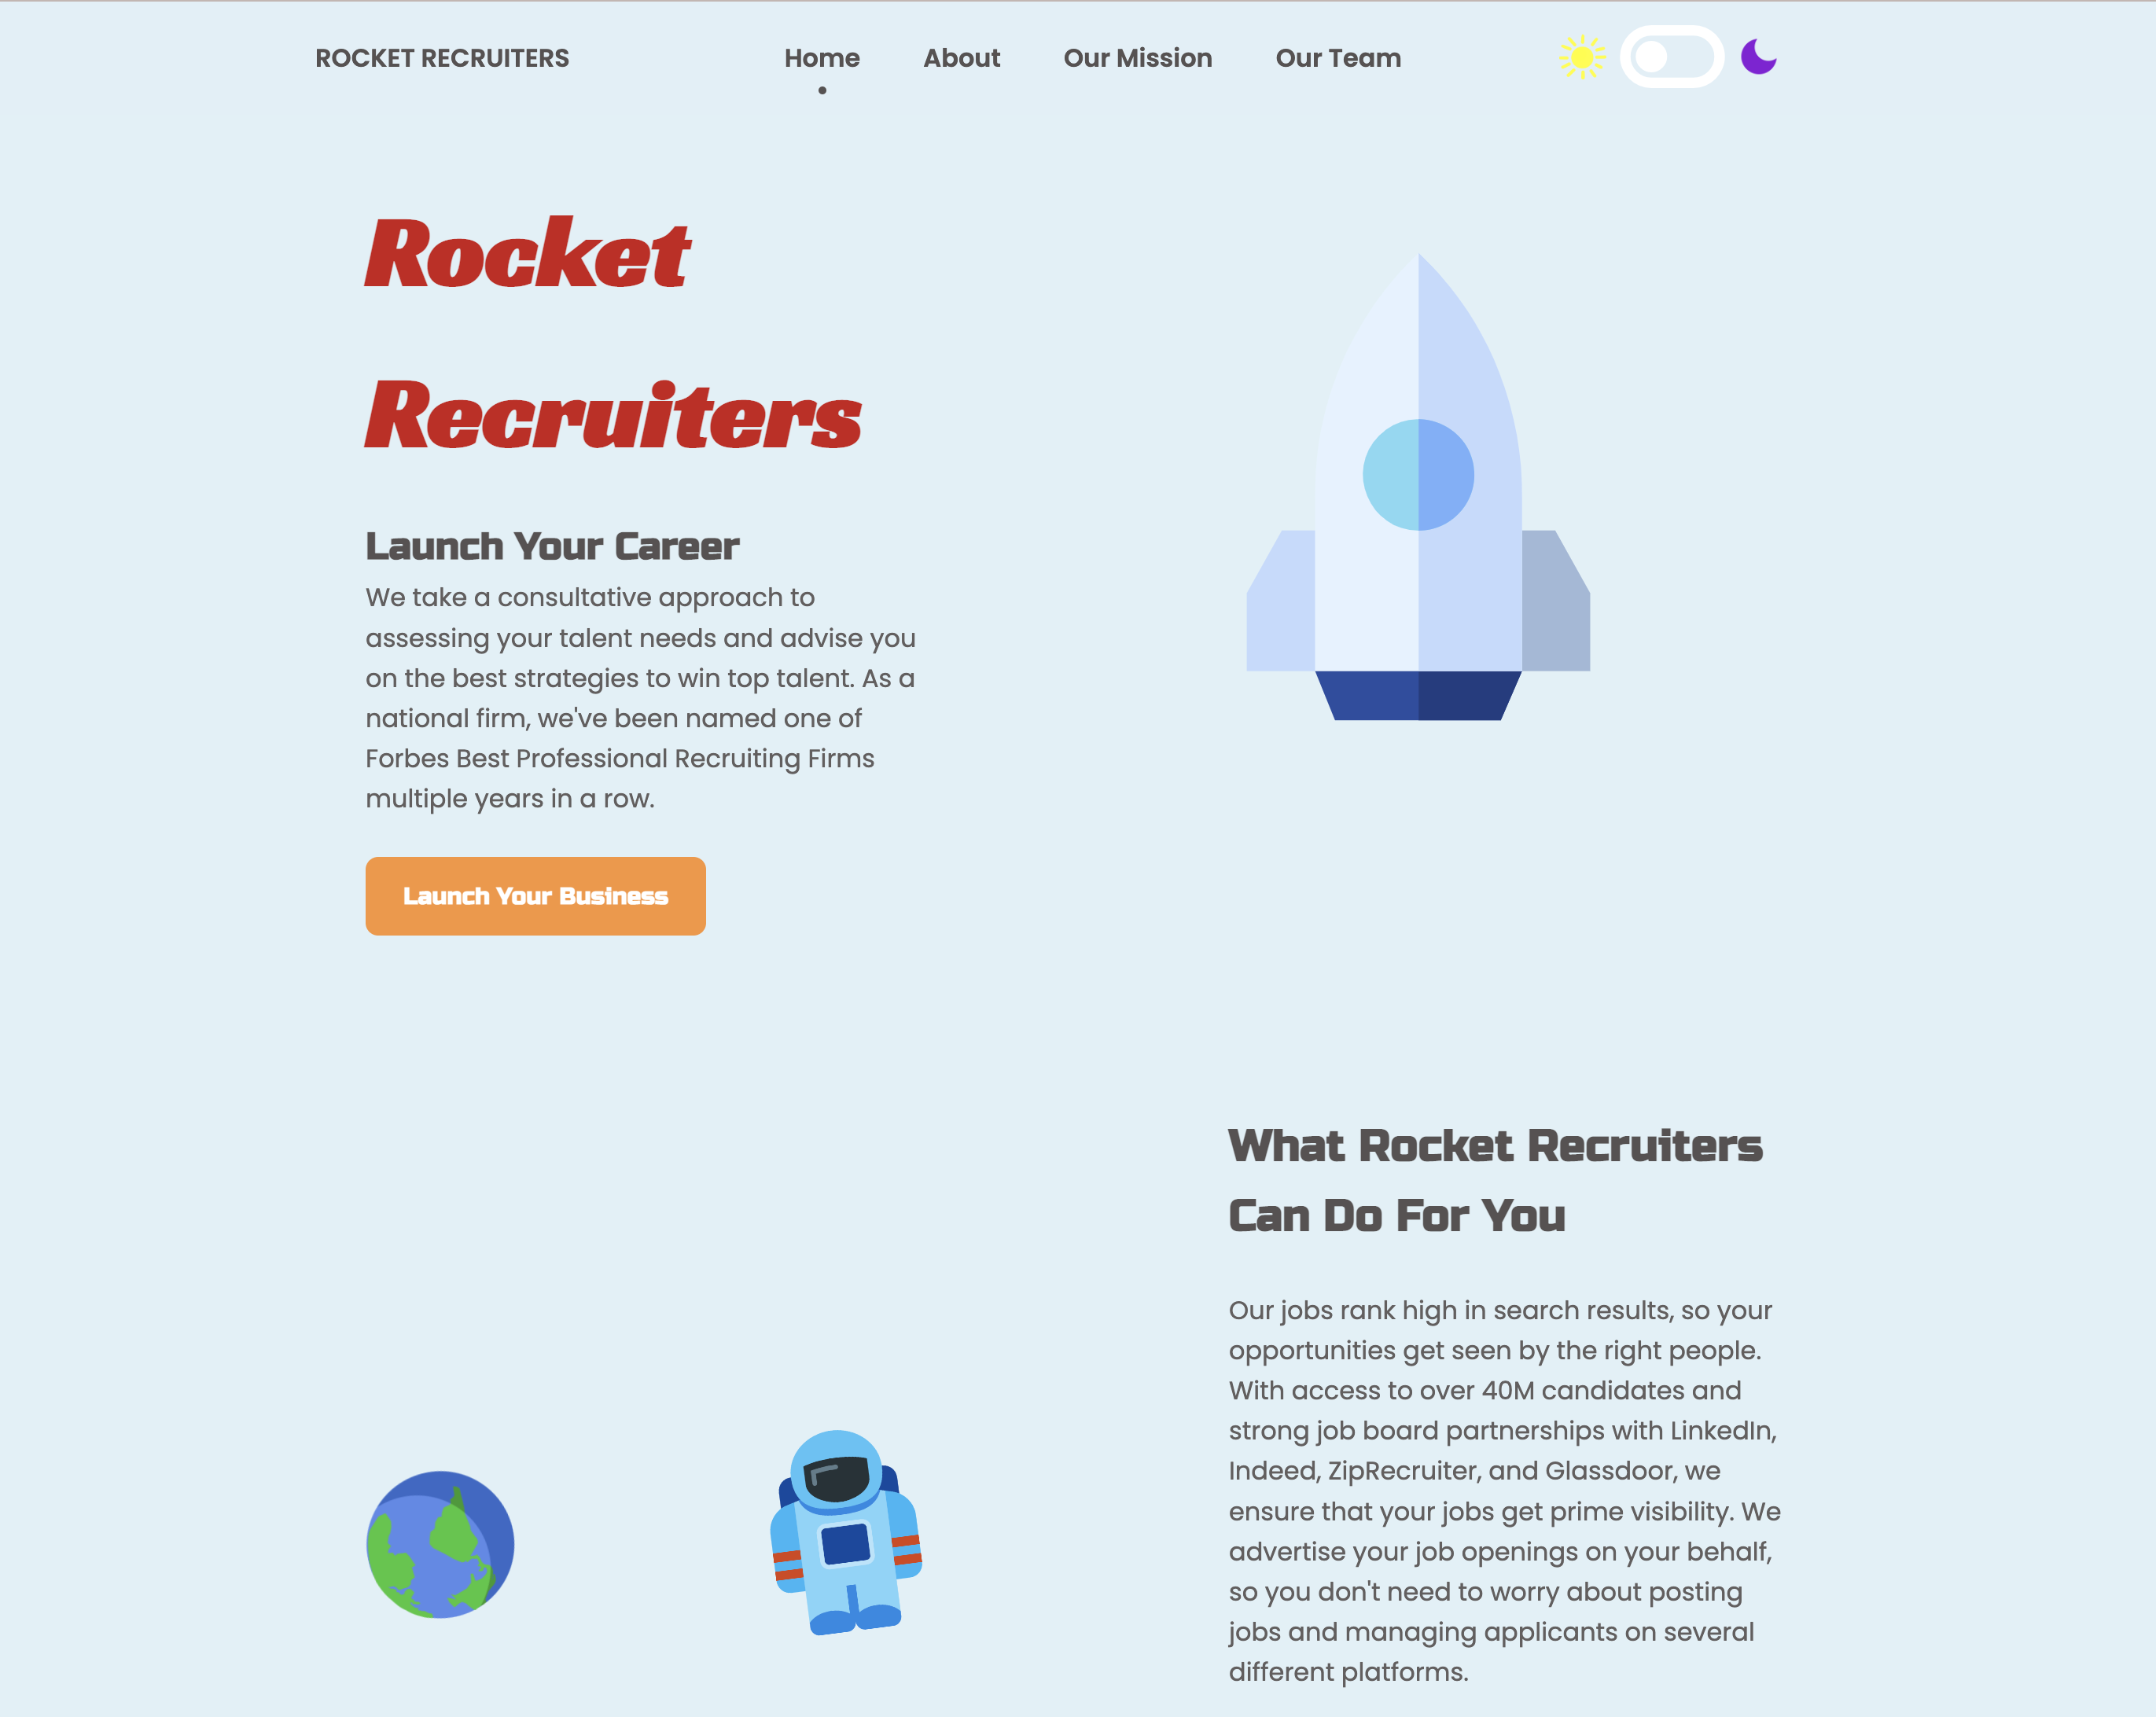 ROCKET RECRUITERS
Home
About
Our Mission
Our Team
Rocket
Recruiters
Launch Your Career
We take a consultative approach to
assessing your talent needs and advise you
on the best strategies to win top talent. As a
national firm, we've been named one of
Forbes Best Professional Recruiting Firms
multiple years in a row.
Launch Your Business
What Rocket Recruiters
Can Do For You
Our jobs rank high in search results, so your
opportunities get seen by the right people.
With access to over 40M candidates and
strong job board partnerships with LinkedIn,
Indeed, ZipRecruiter, and Glassdoor, we
ensure that your jobs get prime visibility. We
advertise your job openings on your behalf,
so you don't need to worry about posting
jobs and managing applicants on several
different platforms.